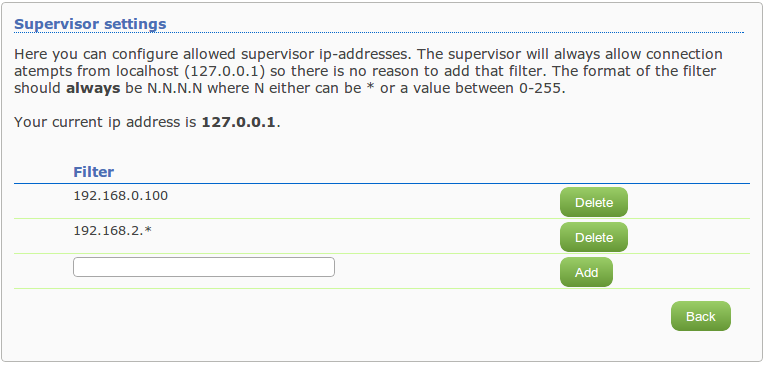 Supervisor settings
Here you can configure allowed supervisor ip-addresses. The supervisor will always allow connection
atempts from localhost (127.0.0.1) so there is no reason to add that filter. The format of the filter
should always be N.N.N.N where N either can be * or a value between 0-255.
Your current ip address is 127.0.0.1.
Filter
192.168.0.100 Delete
192.168.2.* Delete
Add
Back